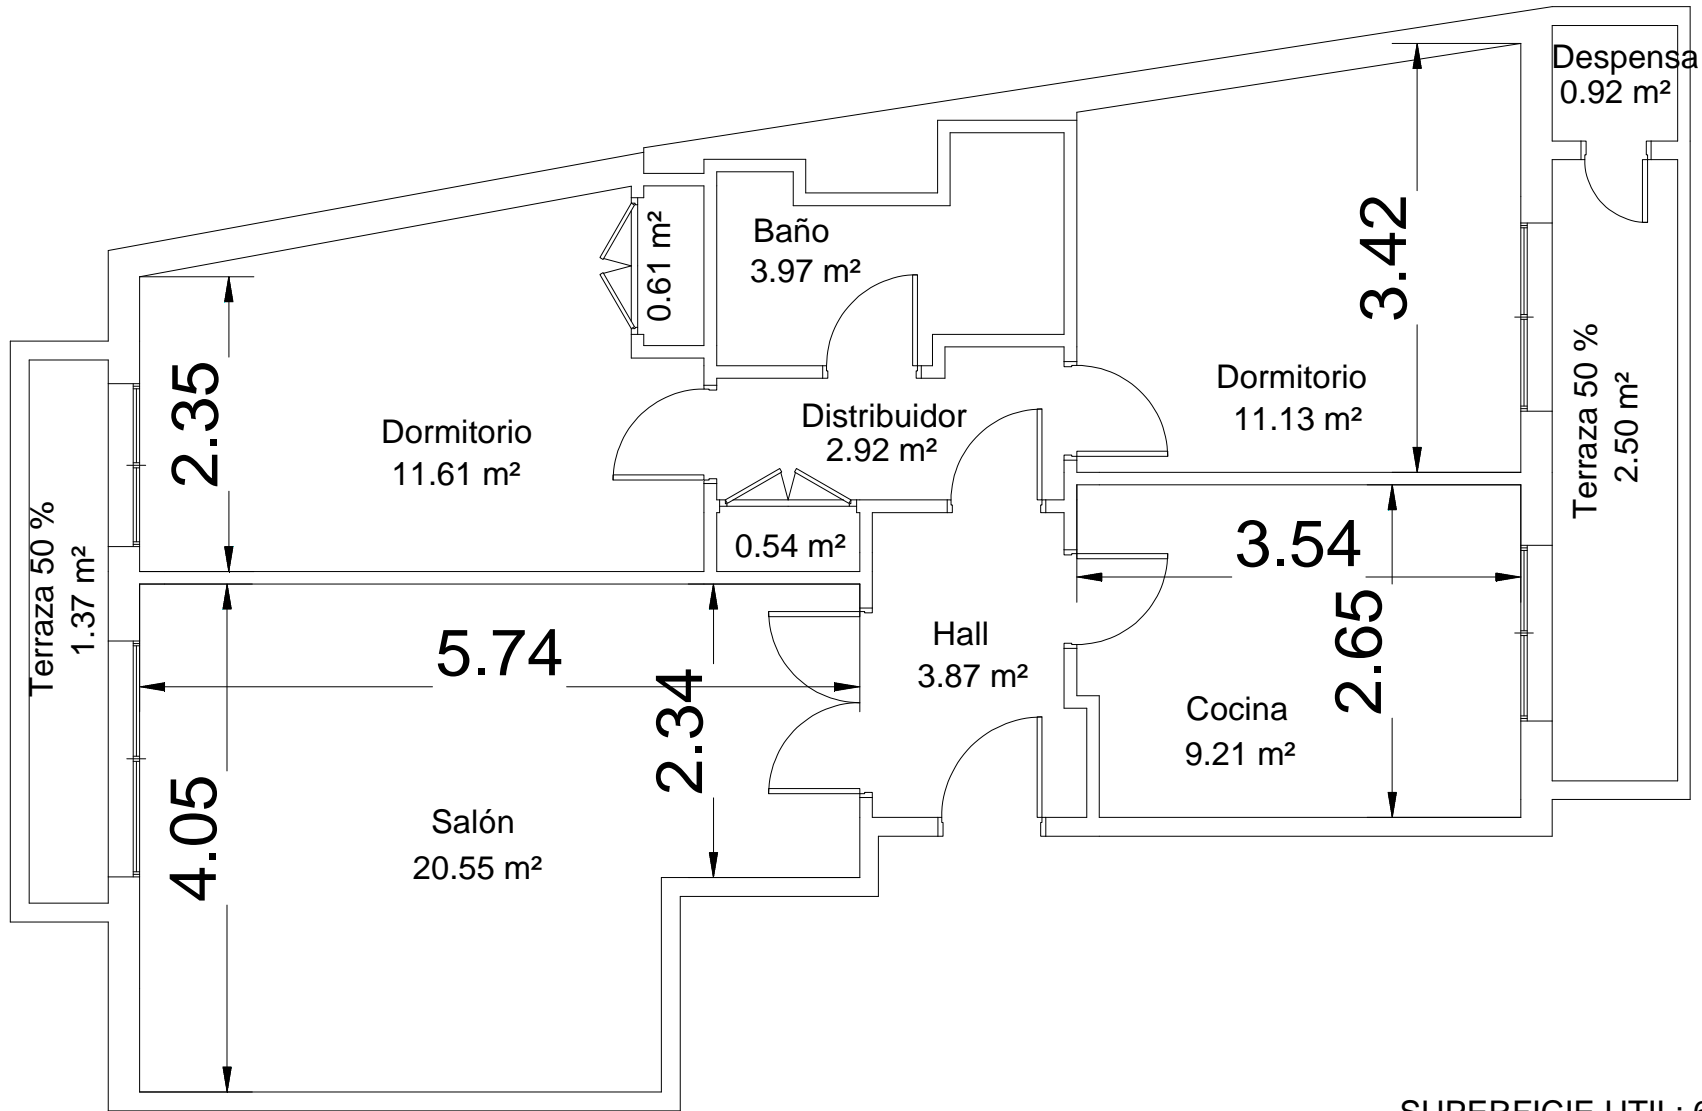 Despensa
0.92 m²
3.42
0.61 m²
Baño
3.97 m²
2.35
Dormitorio
11.61 m²
Distribuidor
2.92 m²
Dormitorio
11.13 m²
Terraza 50 %
2.50 m²
Terraza 50 %
1.37 m²
0.54 m²
3.54
2.65
5.74
2.34
Hall
3.87 m²
Cocina
9.21 m²
4.05
Salón
20.55 m²
SUPERFICIE UTIL: